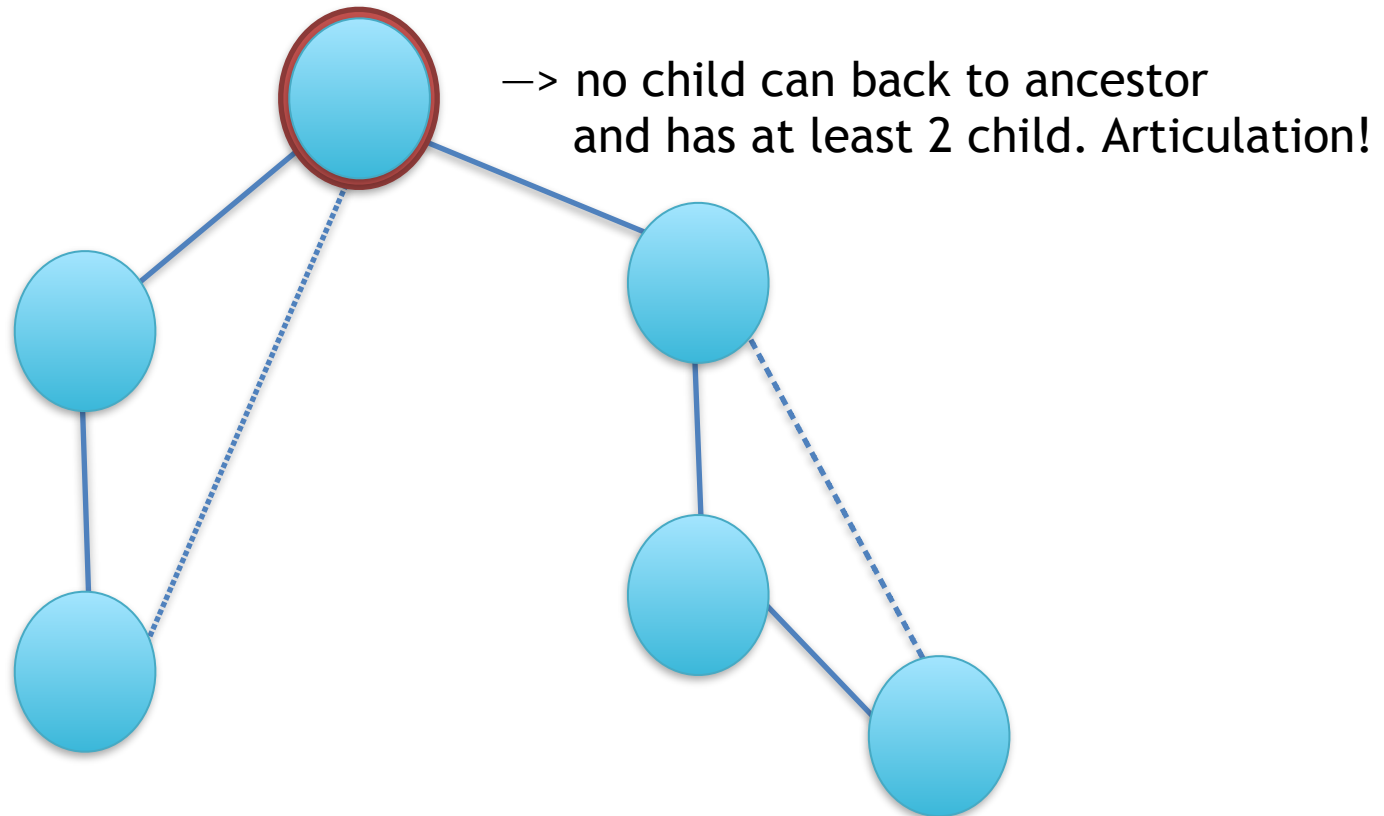 —> no child can back to ancestor
and has at least 2 child. Articulation!